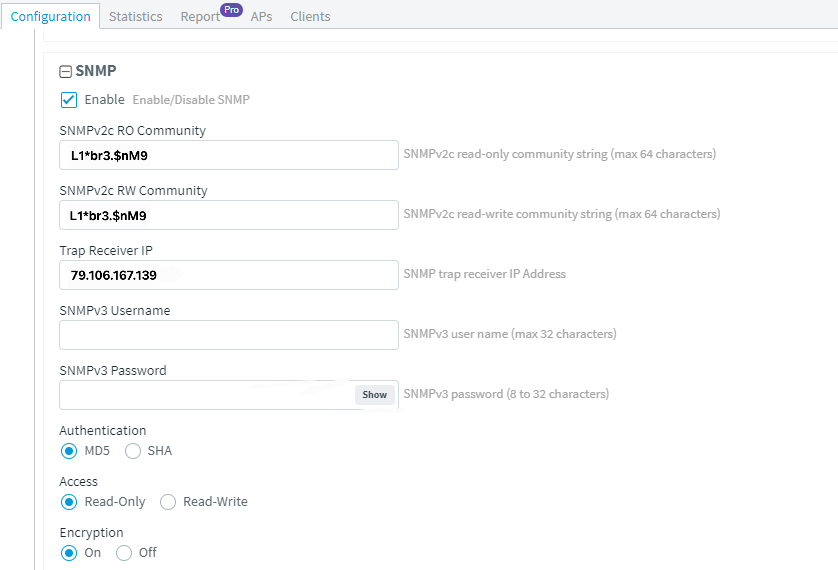 Configuration Statistics Report Pro APs Clients
SNMP
Enable Enable/Disable SNMP
SNMPv2c RO Community
L1*br3.$nM9 SNMPv2c read-only community string (max 64 characters)
SNMPv2c RW Community
L1*br3.$nM9 SNMPv2c read-write community string (max 64 characters)
Trap Receiver IP
79.106.167.139 SNMP trap receiver IP Address
SNMPv3 Username
SNMPv3 user name (max 32 characters)
SNMPv3 Password
Show SNMPv3 password (8 to 32 characters)
Authentication
MD5 SHA
Access
Read-Only Read-Write
Encryption
On Off